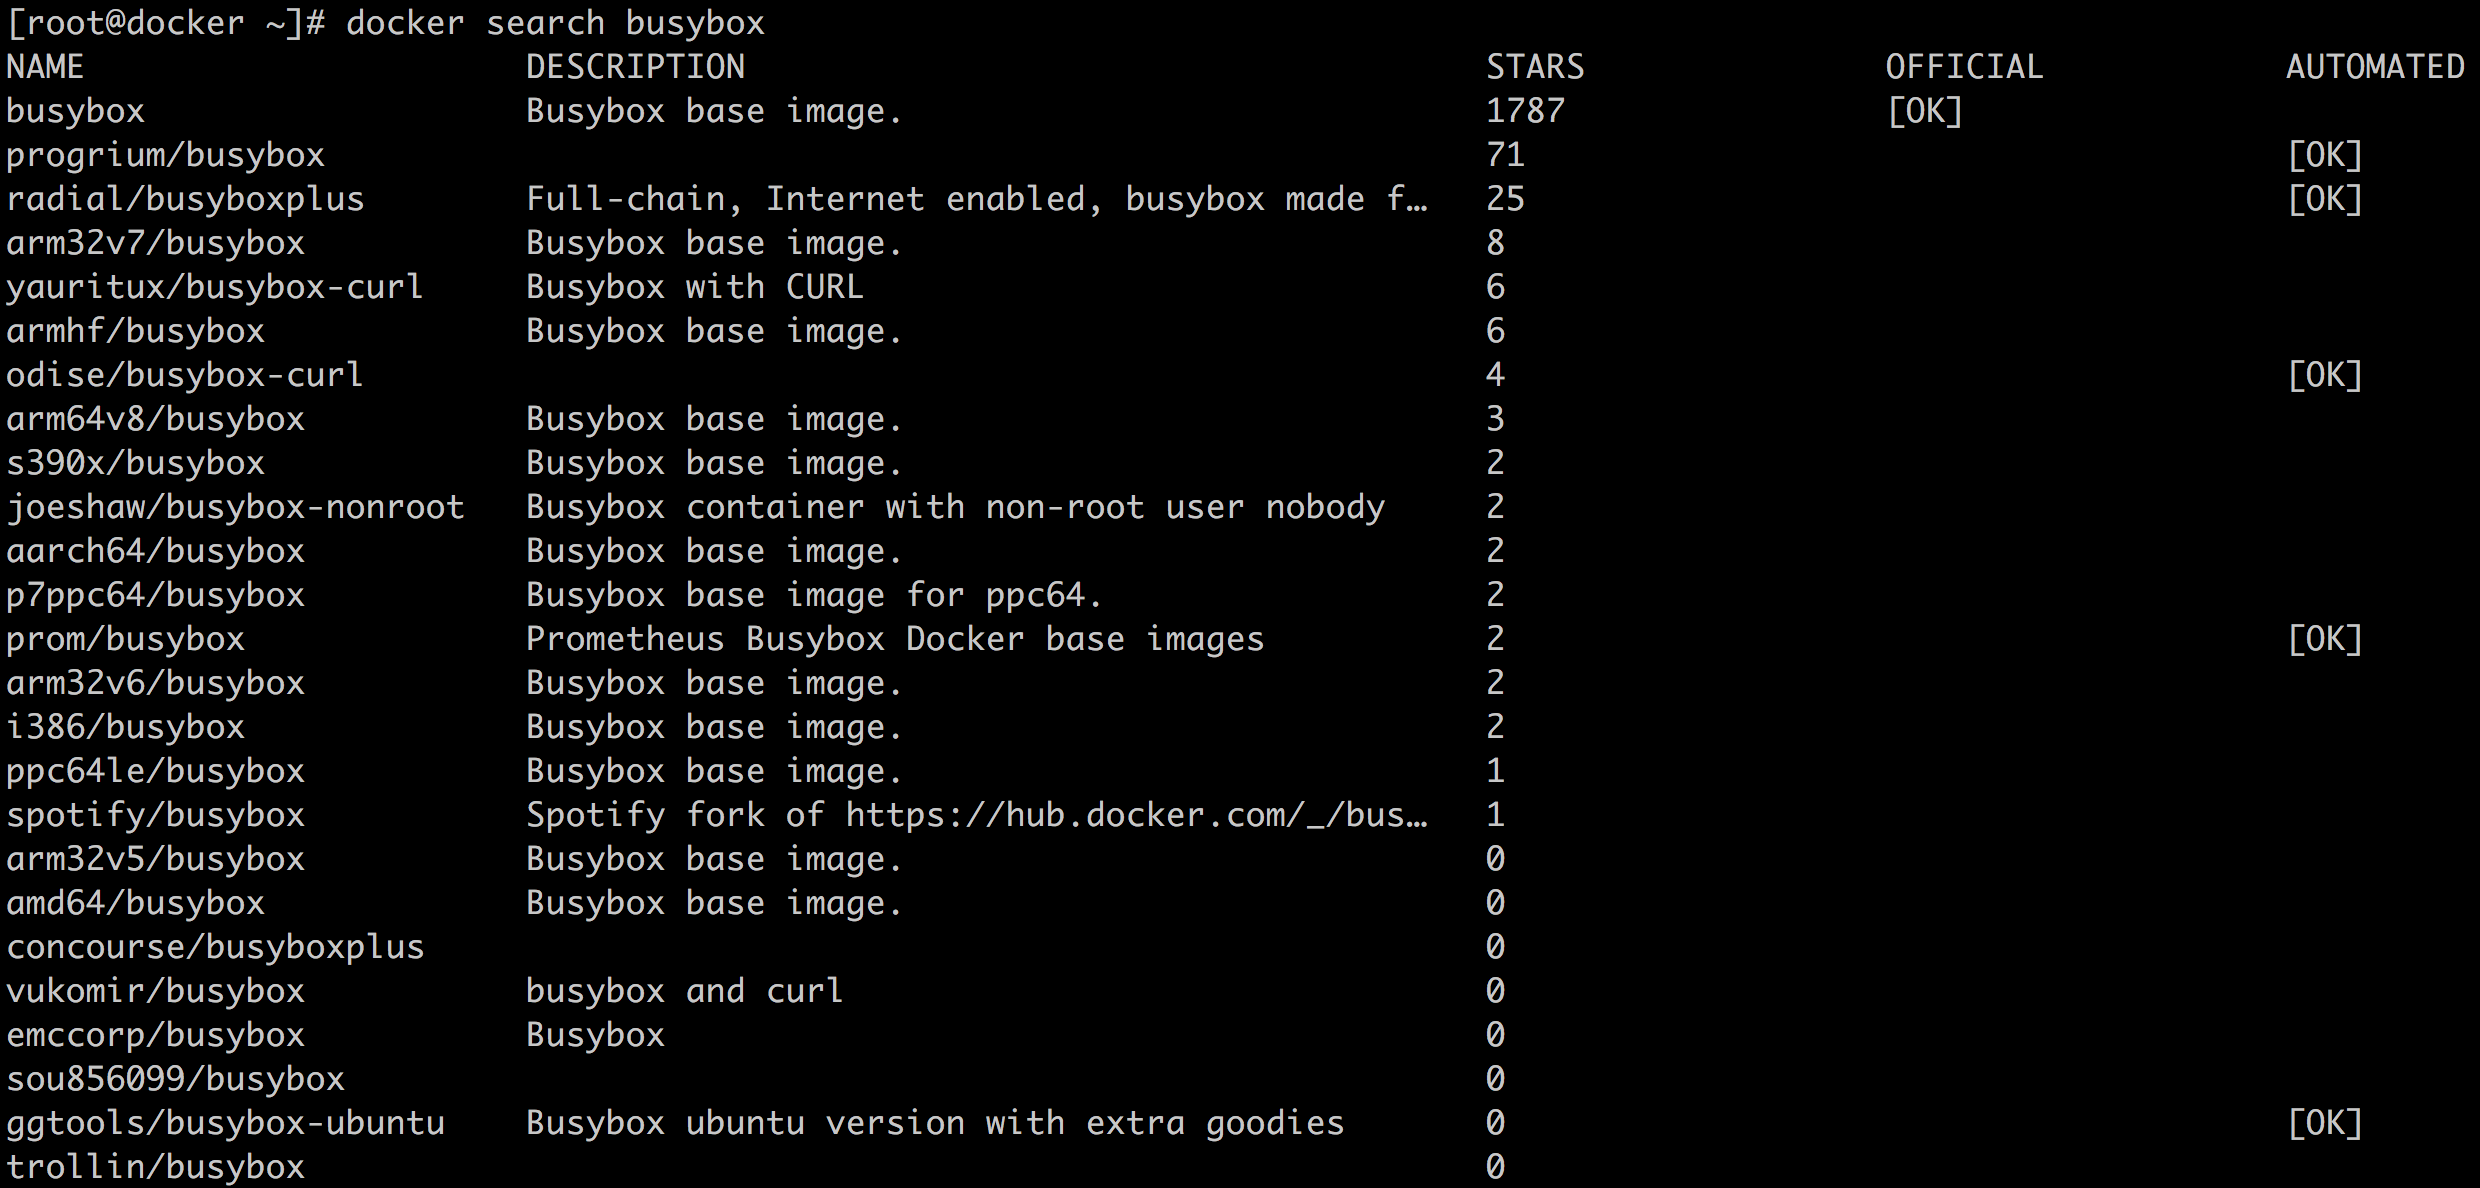 [root@docker ~]# docker search busybox
NAME                      DESCRIPTION                                     STARS               OFFICIAL            AUTOMATED
busybox                   Busybox base image.                             1787                [OK]
progrium/busybox                                                          71                                      [OK]
radial/busyboxplus        Full-chain, Internet enabled, busybox made f…   25                                      [OK]
arm32v7/busybox           Busybox base image.                             8
yauritux/busybox-curl     Busybox with CURL                               6
armhf/busybox             Busybox base image.                             6
odise/busybox-curl                                                        4                                       [OK]
arm64v8/busybox           Busybox base image.                             3
s390x/busybox             Busybox base image.                             2
joeshaw/busybox-nonroot   Busybox container with non-root user nobody     2
aarch64/busybox           Busybox base image.                             2
p7ppc64/busybox           Busybox base image for ppc64.                   2
prom/busybox              Prometheus Busybox Docker base images           2                                       [OK]
arm32v6/busybox           Busybox base image.                             2
i386/busybox              Busybox base image.                             2
ppc64le/busybox           Busybox base image.                             1
spotify/busybox           Spotify fork of https://hub.docker.com/_/bus…   1
arm32v5/busybox           Busybox base image.                             0
amd64/busybox             Busybox base image.                             0
concourse/busyboxplus                                                     0
vukomir/busybox           busybox and curl                                0
emccorp/busybox           Busybox                                         0
sou856099/busybox                                                         0
ggtools/busybox-ubuntu    Busybox ubuntu version with extra goodies       0                                       [OK]
trollin/busybox                                                           0